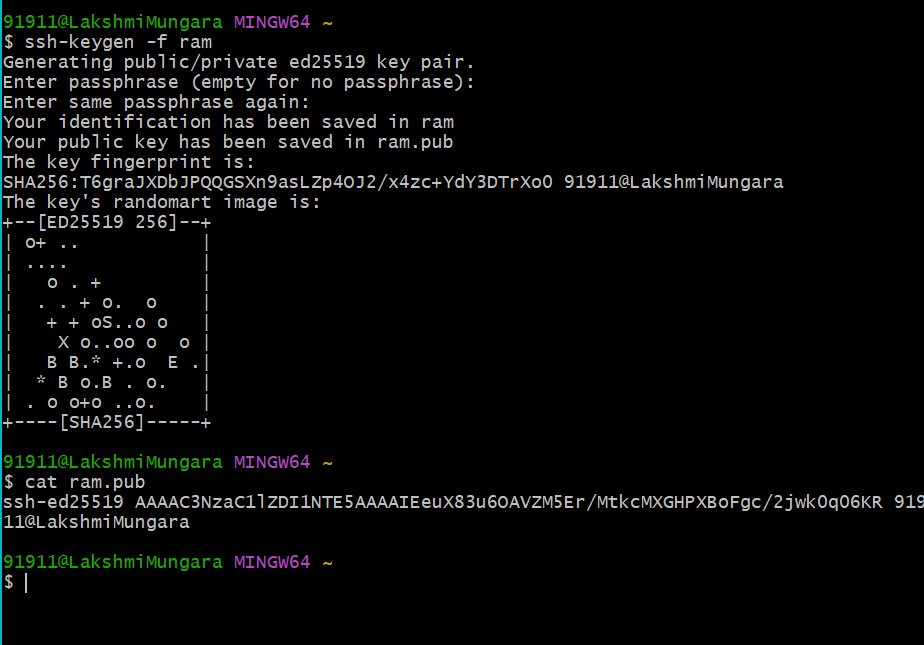 91911@LakshmiMungara MINGW64 ~
$ ssh-keygen -f ram
Generating public/private ed25519 key pair.
Enter passphrase (empty for no passphrase):
Enter same passphrase again:
Your identification has been saved in ram
Your public key has been saved in ram.pub
The key fingerprint is:
SHA256:T6graJXDbJPQQGSXn9asLZp4OJ2/x4zc+YdY3DTrXo0 91911@LakshmiMungara
The key's randomart image is:
+--[ED25519 256]--+
| o+ ..           |
| ....            |
|   o . +         |
|  . . + o.  o    |
|   + + oS..o o   |
|    X o..oo o  o |
|   B B.* +.o  E .|
|  * B o.B . o.   |
| . o o+o ..o.    |
+----[SHA256]-----+
91911@LakshmiMungara MINGW64 ~
$ cat ram.pub
ssh-ed25519 AAAAC3NzaC1lZDI1NTE5AAAAIEeuX83u6OAVZM5Er/MtkcMXGHPXBoFgc/2jwk0q06KR 919
11@LakshmiMungara
91911@LakshmiMungara MINGW64 ~
$